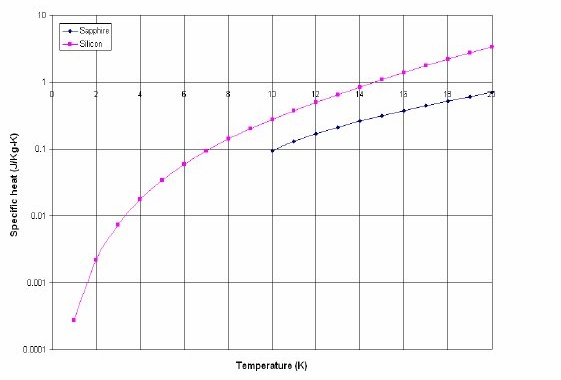 10
Sapphire
Silicon
1
0 2 4 6 8 10 12 14 16 18 20
0.1
0.01
0.001
0.0001
Specific heat (J/Kg-K)
Temperature (K)